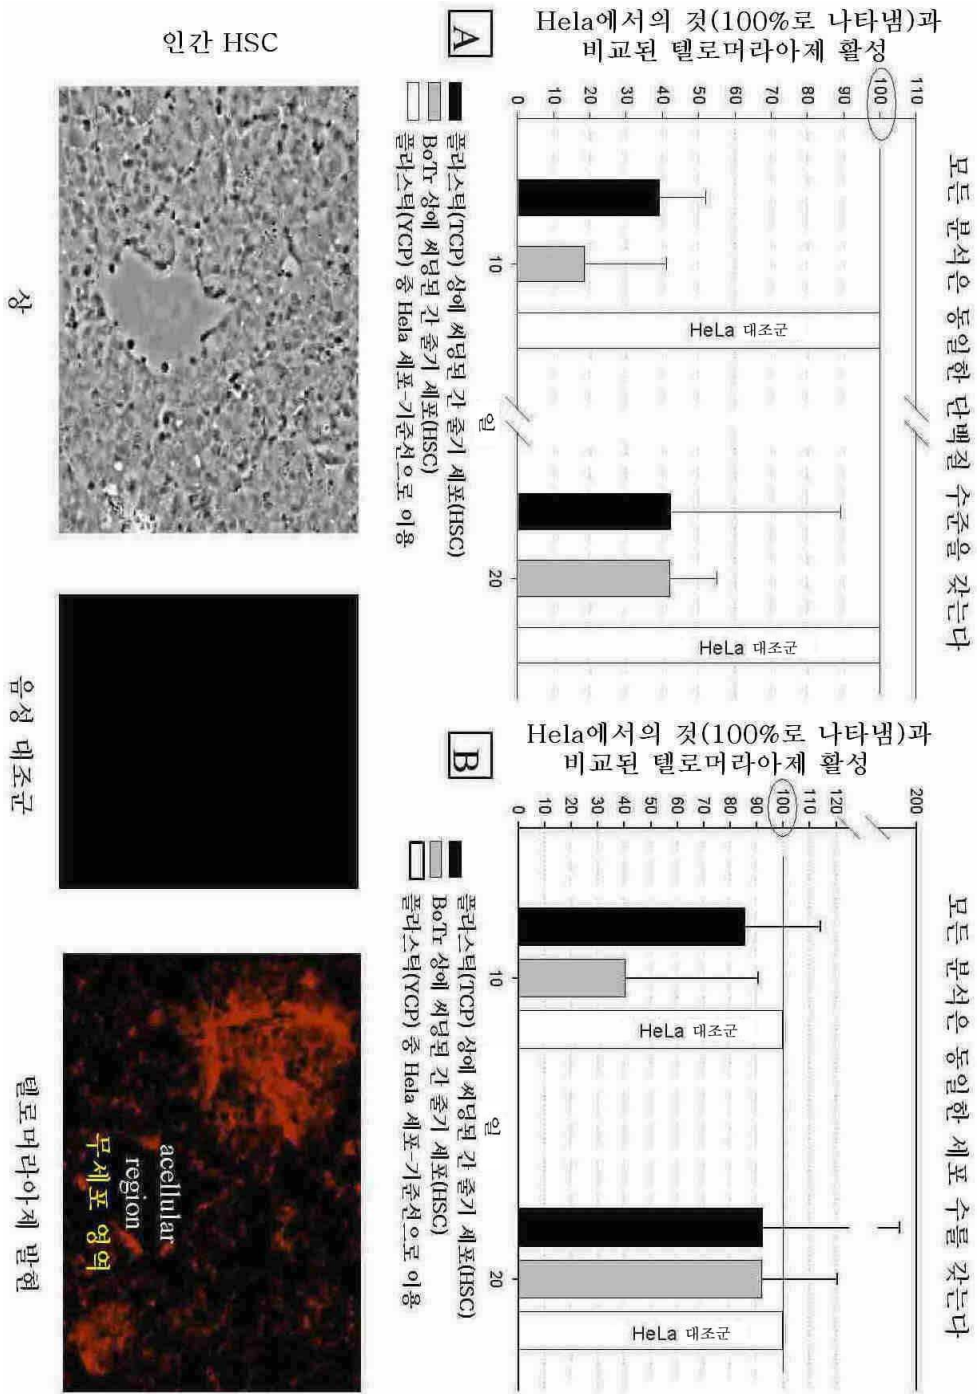 모든 분석은 동일한 단백질 수준을 갖는다
Hela에서의 것(100%로 나타냄)과
비교된 텔로머라아제 활성
110
100
90
80
70
60
50
40
30
20
10
0
HeLa 대조군
HeLa 대조군
10
20
일
A
플라스틱(TCP) 상에 씨딩된 간 줄기 세포(HSC)
BoTr 상에 씨딩된 간 줄기 세포(HSC)
플라스틱(YCP) 중 Hela 세포-기준선으로 이용
모든 분석은 동일한 세포 수를 갖는다
Hela에서의 것(100%로 나타냄)과
비교된 텔로머라아제 활성
200
120
110
100
90
80
70
60
50
40
30
20
10
0
HeLa 대조군
HeLa 대조군
10
20
일
B
플라스틱(TCP) 상에 씨딩된 간 줄기 세포(HSC)
BoTr 상에 씨딩된 간 줄기 세포(HSC)
플라스틱(YCP) 중 Hela 세포-기준선으로 이용
인간 HSC
상
음성 대조군
acellular
region
무세포 영역
텔로머라아제 발현